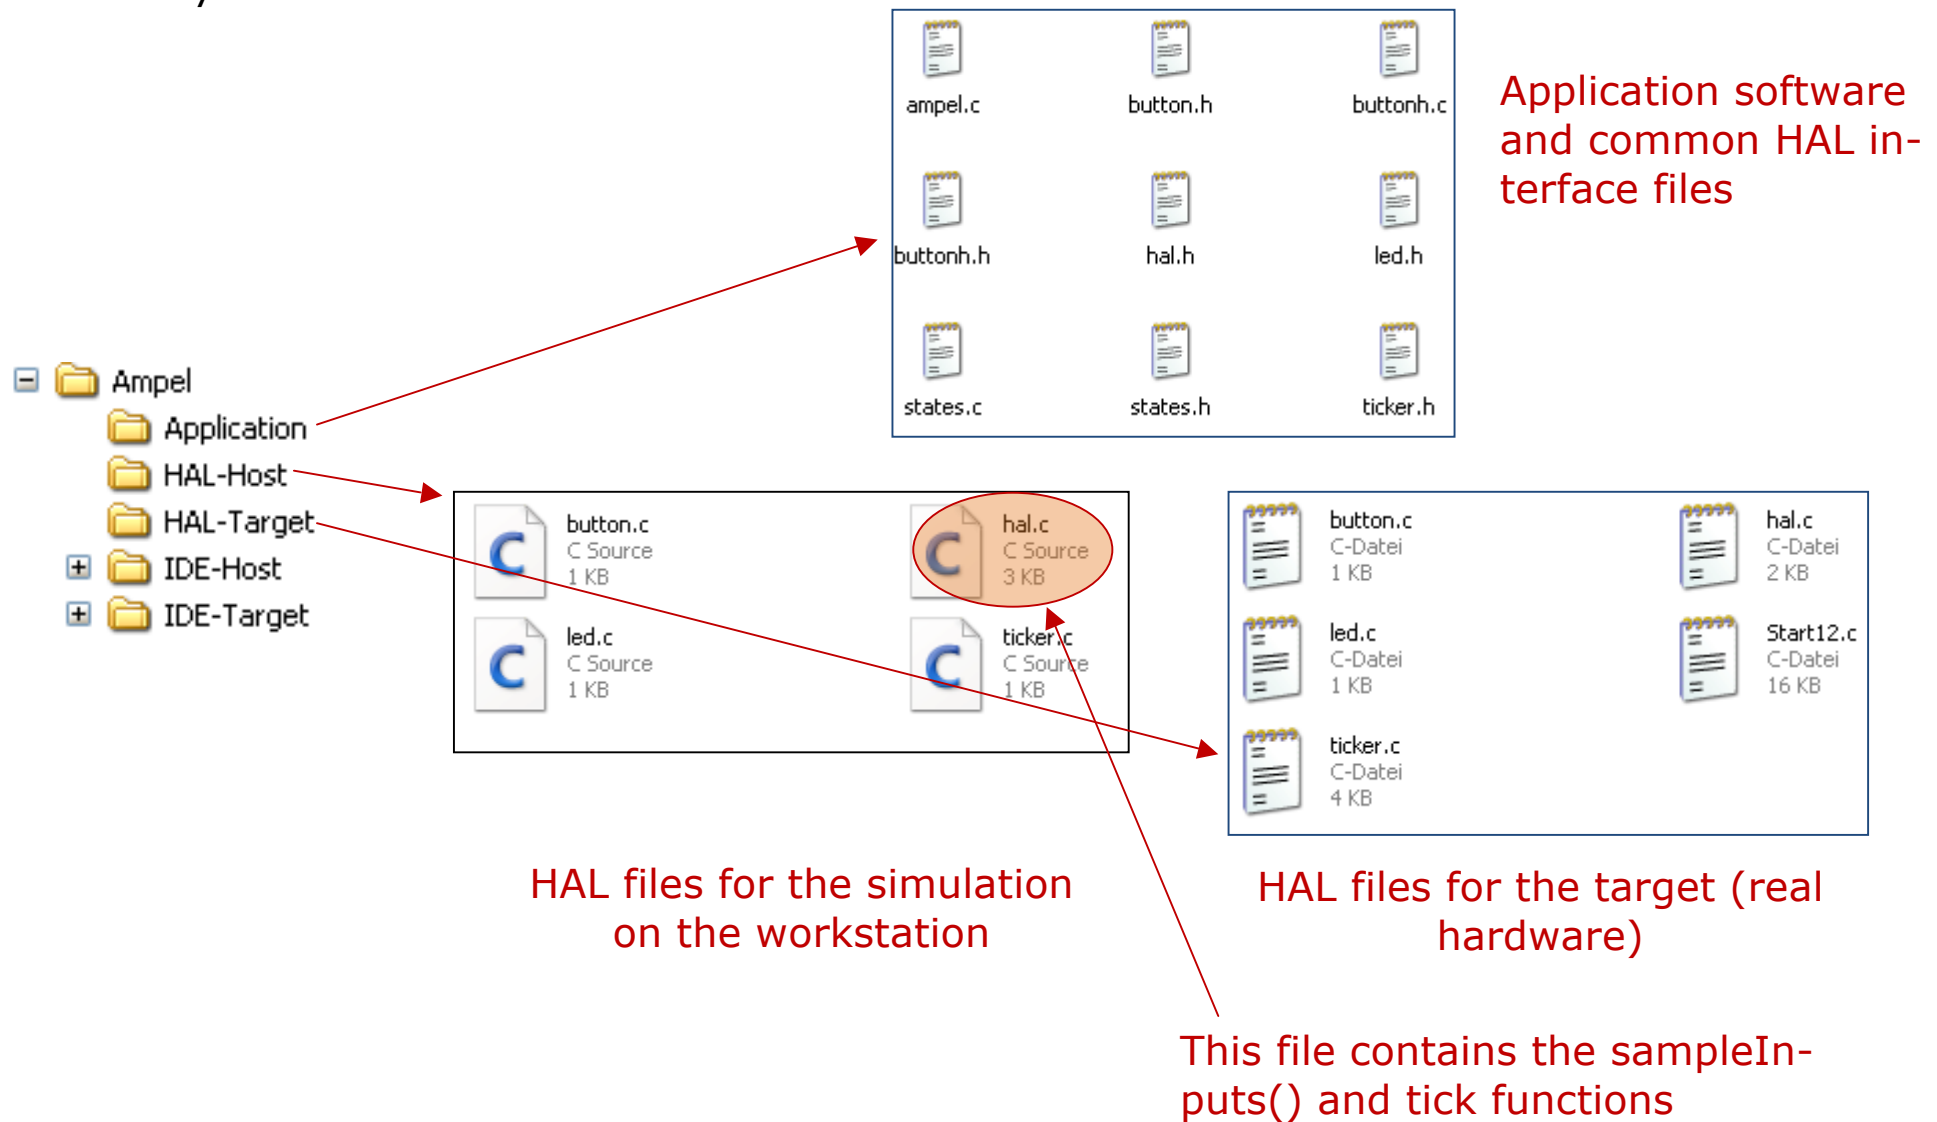 ampel.c
button.h
buttonh.c
buttonh.h
hal.h
led.h
states.c
states.h
ticker.h
Application software
and common HAL in-
terface files
Ampel
Application
HAL-Host
HAL-Target
IDE-Host
IDE-Target
button.c
C Source
1 KB
hal.c
C Source
3 KB
led.c
C Source
1 KB
ticker.c
C Source
1 KB
button.c
C-Datei
1 KB
hal.c
C-Datei
2 KB
led.c
C-Datei
1 KB
Start12.c
C-Datei
16 KB
ticker.c
C-Datei
4 KB
HAL files for the simulation
on the workstation
HAL files for the target (real
hardware)
This file contains the sampleIn-
puts() and tick functions